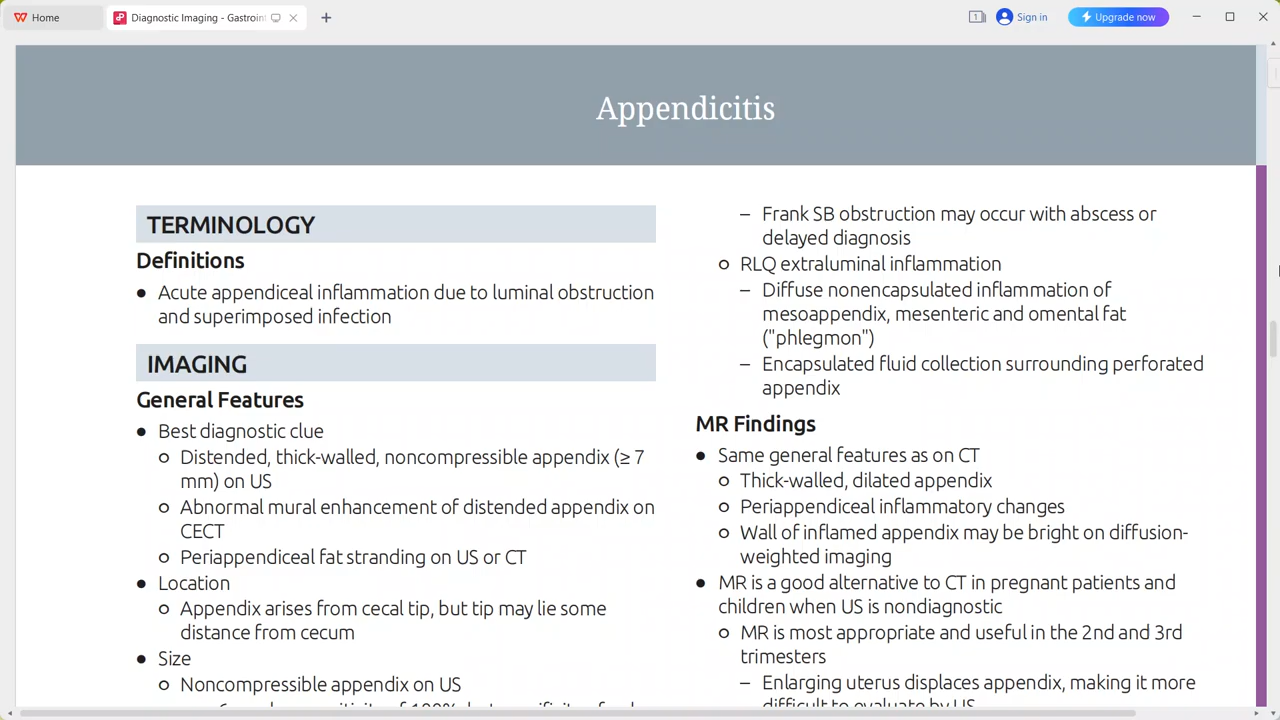 Home
Diagnostic Imaging - Gastroint
Sign in
Upgrade now
Appendicitis
TERMINOLOGY
Definitions
● Acute appendiceal inflammation due to luminal obstruction
and superimposed infection
IMAGING
General Features
● Best diagnostic clue
○ Distended, thick-walled, noncompressible appendix (≥ 7
mm) on US
○ Abnormal mural enhancement of distended appendix on
CECT
○ Periappendiceal fat stranding on US or CT
● Location
○ Appendix arises from cecal tip, but tip may lie some
distance from cecum
● Size
○ Noncompressible appendix on US
– Frank SB obstruction may occur with abscess or
delayed diagnosis
○ RLQ extraluminal inflammation
– Diffuse nonencapsulated inflammation of
mesoappendix, mesenteric and omental fat
("phlegmon")
– Encapsulated fluid collection surrounding perforated
appendix
MR Findings
● Same general features as on CT
○ Thick-walled, dilated appendix
○ Periappendiceal inflammatory changes
○ Wall of inflamed appendix may be bright on diffusion-
weighted imaging
● MR is a good alternative to CT in pregnant patients and
children when US is nondiagnostic
○ MR is most appropriate and useful in the 2nd and 3rd
trimesters
– Enlarging uterus displaces appendix, making it more
difficult to evaluate by US